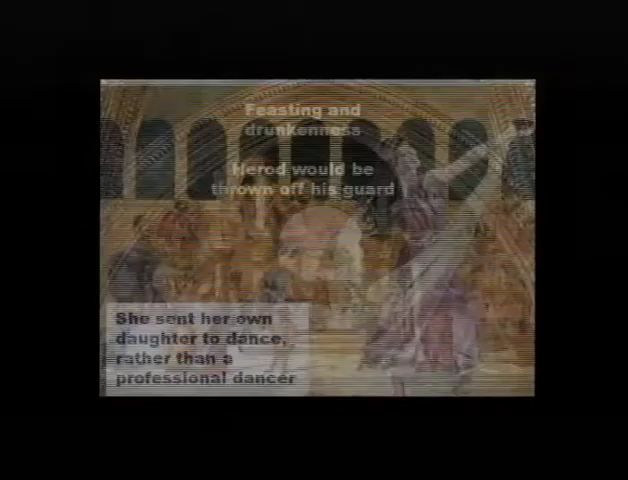 Feasting and
drunkenness
Herod would be
thrown off his guard
She sent her own
daughter to dance,
rather than a
professional dancer